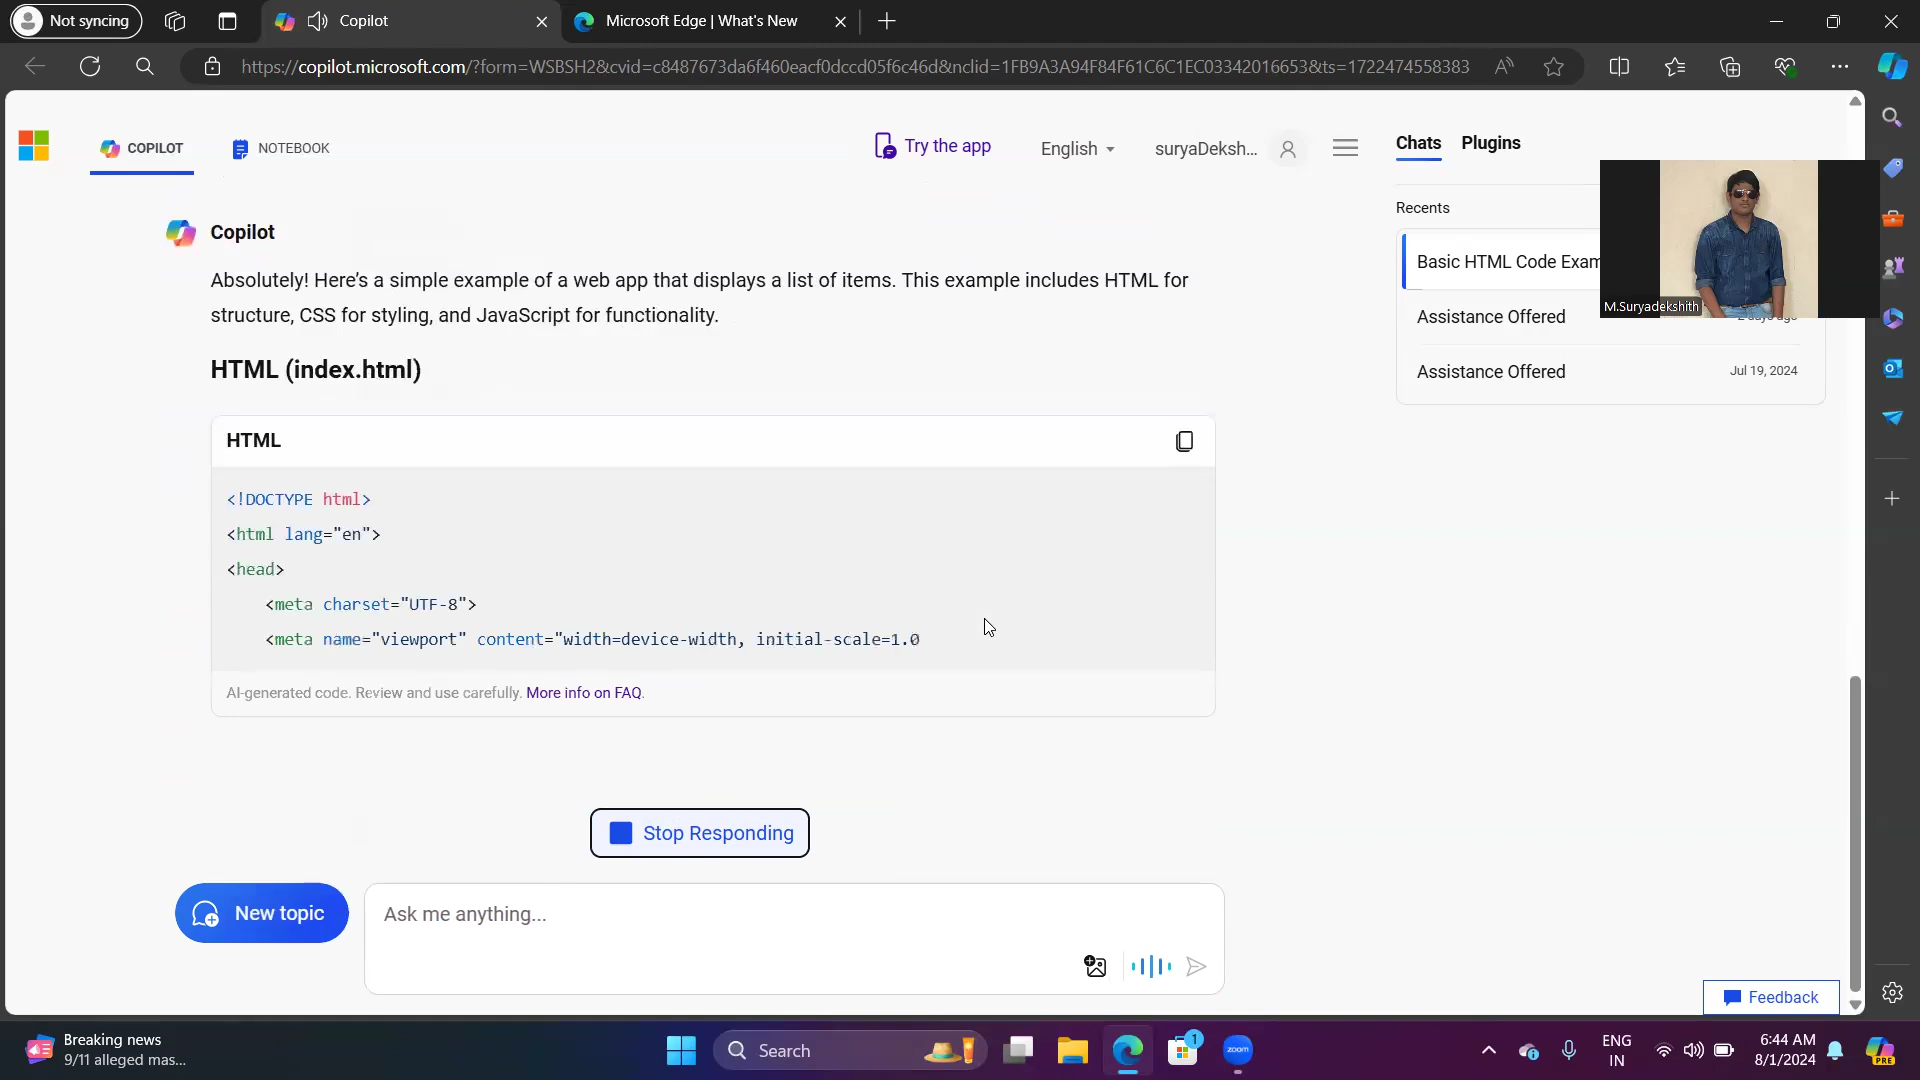 Not syncing
Copilot
Microsoft Edge | What's New
https://copilot.microsoft.com/?form=WSBSH2&cvid=c8487673da6f460eacf0dccd05f6c46d&nclid=1FB9A3A94F84F61C6C1EC03342016653&ts=1722474558383
COPILOT
NOTEBOOK
Try the app
English
suryaDeksh...
Chats
Plugins
Copilot
Absolutely! Here's a simple example of a web app that displays a list of items. This example includes HTML for
structure, CSS for styling, and JavaScript for functionality.
HTML (index.html)
HTML
<!DOCTYPE html>
<html lang="en">
<head>
<meta charset="UTF-8">
<meta name="viewport" content="width=device-width, initial-scale=1.0
AI-generated code. Review and use carefully. More info on FAQ.
Stop Responding
New topic
Ask me anything...
Recents
Basic HTML Code Exam
M.Suryadekshith
Assistance Offered
2 days ago
Assistance Offered
Jul 19, 2024
Feedback
Breaking news
9/11 alleged mas...
Search
1
zoom
ENG
IN
6:44 AM
8/1/2024
PRE